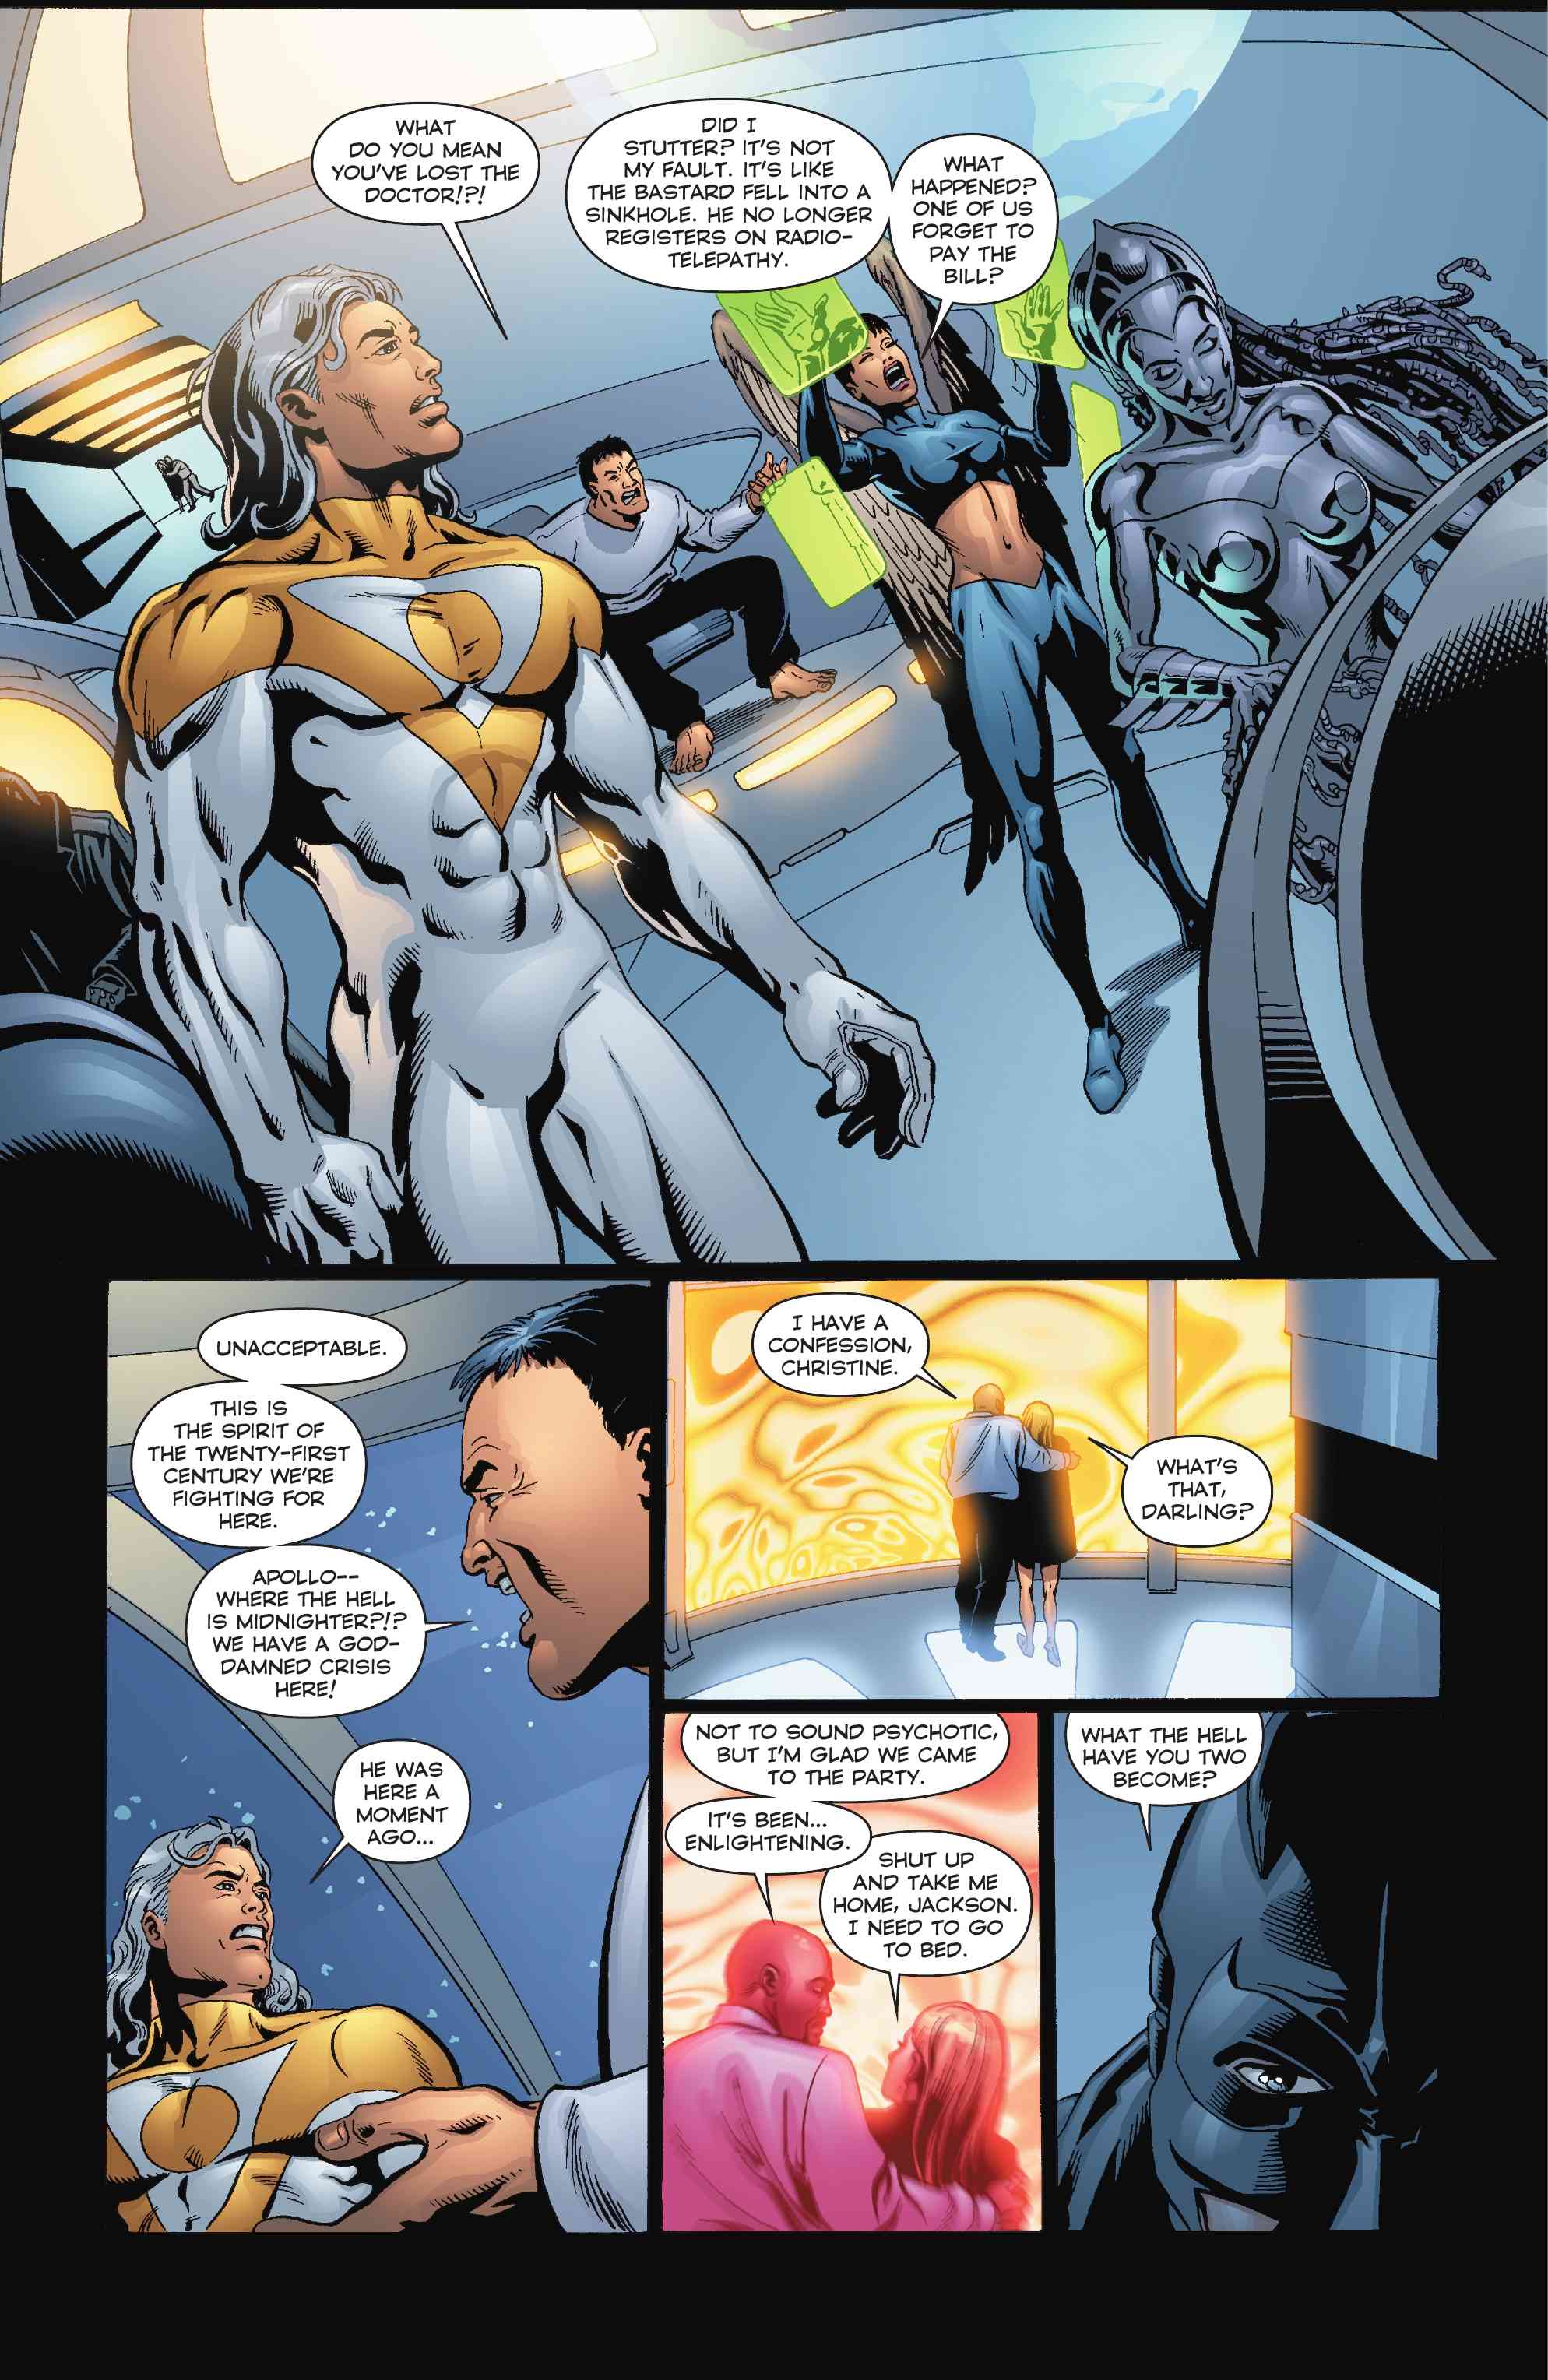 WHAT
DO YOU MEAN
YOU'VE LOST THE
DOCTOR!?!
DID I
STUTTER? IT'S NOT
MY FAULT. IT'S LIKE
THE BASTARD FELL INTO A
SINKHOLE. HE NO LONGER
REGISTERS ON RADIO-
TELEPATHY.
WHAT
HAPPENED?
ONE OF US
FORGET TO
PAY THE
BILL?
UNACCEPTABLE.
THIS IS
THE SPIRIT OF
THE TWENTY-FIRST
CENTURY WE'RE
FIGHTING FOR
HERE.
APOLLO--
WHERE THE HELL
IS MIDNIGHTER?!?
WE HAVE A GOD-
DAMNED CRISIS
HERE!
HE WAS
HERE A
MOMENT
AGO...
I HAVE A
CONFESSION,
CHRISTINE.
WHAT'S
THAT,
DARLING?
NOT TO SOUND PSYCHOTIC,
BUT I'M GLAD WE CAME
TO THE PARTY.
IT'S BEEN...
ENLIGHTENING.
SHUT UP
AND TAKE ME
HOME, JACKSON.
I NEED TO GO
TO BED.
WHAT THE HELL
HAVE YOU TWO
BECOME?